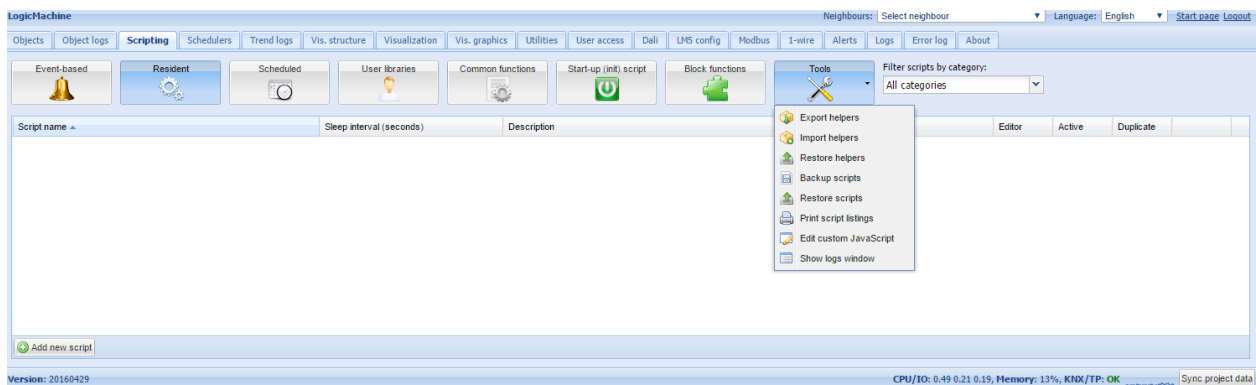 LogicMachine Neighbours: Select neighbour Language: English Start page Logout
Objects Object logs Scripting Schedulers Trend logs Vis. structure Visualization Vis. graphics Utilities User access Dali LM5 config Modbus 1-wire Alerts Logs Error log About
Event-based Resident Scheduled User libraries Common functions Start-up (init) script Block functions Tools Filter scripts by category:
All categories
Script name Sleep interval (seconds) Description Editor Active Duplicate
Export helpers
Import helpers
Restore helpers
Backup scripts
Restore scripts
Print script listings
Edit custom JavaScript
Show logs window
Add new script
Version: 20160429 CPU/IO: 0.49 0.21 0.19, Memory: 13%, KNX/TP: OK Sync project data